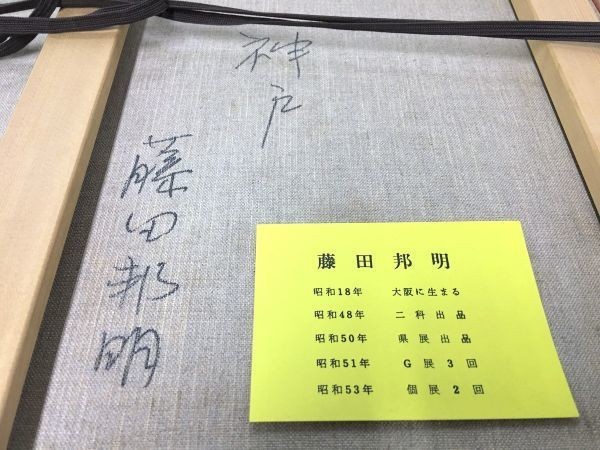 神戸
藤田邦明
藤田邦明
昭和18年 大阪に生まる
昭和48年 二科出品
昭和50年 県展出品
昭和51年 G展3回
昭和53年 個展2回